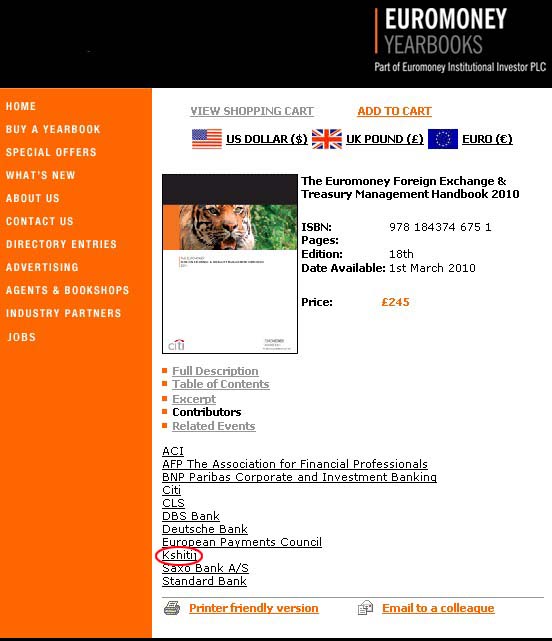 EUROMONEY
YEARBOOKS
Part of Euromoney Institutional Investor PLC
HOME
BUY A YEARBOOK
SPECIAL OFFERS
WHAT'S NEW
ABOUT US
CONTACT US
DIRECTORY ENTRIES
ADVERTISING
AGENTS & BOOKSHOPS
INDUSTRY PARTNERS
JOBS
VIEW SHOPPING CART ADD TO CART
US DOLLAR ($) UK POUND (£) EURO (€)
citi
The Euromoney Foreign Exchange &
Treasury Management Handbook 2010
ISBN: 978 184374 675 1
Pages:
Edition: 18th
Date Available: 1st March 2010
Price: £245
Full Description
Table of Contents
Excerpt
Contributors
Related Events
ACI
AFP The Association for Financial Professionals
BNP Paribas Corporate and Investment Banking
Citi
CLS
DBS Bank
Deutsche Bank
European Payments Council
Kshitij
Saxo Bank A/S
Standard Bank
Printer friendly version Email to a colleague